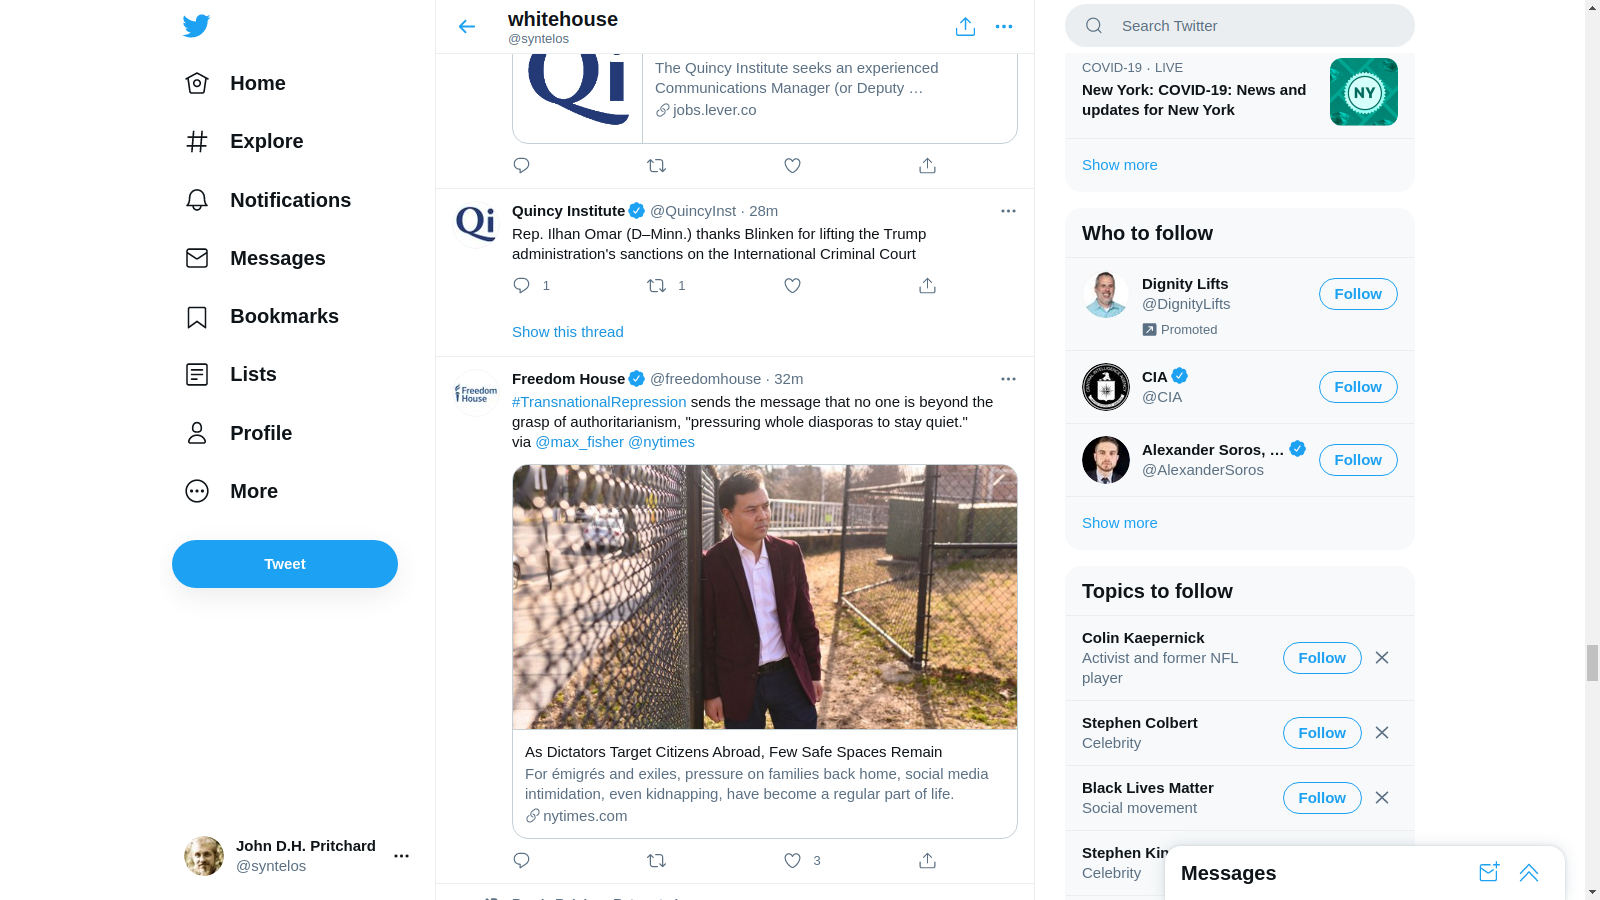 Home
Explore
Notifications
Messages
Bookmarks
Lists
Profile
More
Tweet
John D.H. Pritchard
@syntelos
whitehouse
@syntelos
Qi
The Quincy Institute seeks an experienced
Communications Manager (or Deputy …
jobs.lever.co
Qi
Quincy Institute @QuincyInst · 28m
Rep. Ilhan Omar (D–Minn.) thanks Blinken for lifting the Trump
administration's sanctions on the International Criminal Court
1 1
Show this thread
Freedom
House
Freedom House @freedomhouse · 32m
#TransnationalRepression sends the message that no one is beyond the
grasp of authoritarianism, "pressuring whole diasporas to stay quiet."
via @max_fisher @nytimes
As Dictators Target Citizens Abroad, Few Safe Spaces Remain
For émigrés and exiles, pressure on families back home, social media
intimidation, even kidnapping, have become a regular part of life.
nytimes.com
3
Search Twitter
COVID-19 · LIVE
New York: COVID-19: News and
updates for New York
NY
Show more
Who to follow
Dignity Lifts
@DignityLifts
Promoted
Follow
CIA
@CIA
Follow
Alexander Soros, …
@AlexanderSoros
Follow
Show more
Topics to follow
Colin Kaepernick
Activist and former NFL
player
Follow
Stephen Colbert
Celebrity
Follow
Black Lives Matter
Social movement
Follow
Stephen Kin
Celebrity
Messages